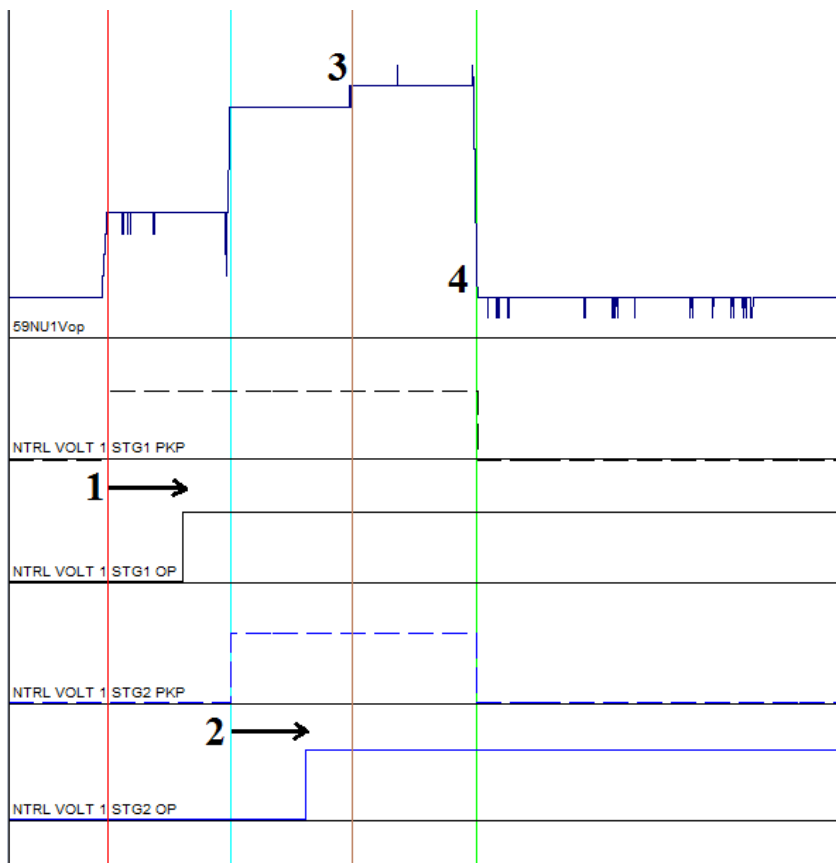 3
4
59NU1Vop
NTRL VOLT 1 STG1 PKP
1
NTRL VOLT 1 STG1 OP
NTRL VOLT 1 STG2 PKP
2
NTRL VOLT 1 STG2 OP